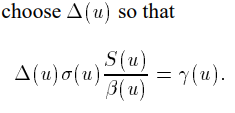 choose Δ(u) so that
Δ(u)σ(u) S(u)/β(u) = γ(u).